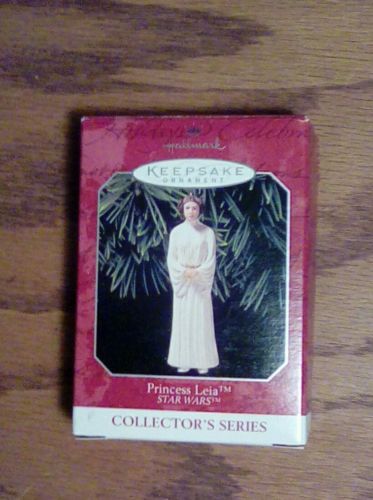 Hallmark
KEEPSAKE
ORNAMENT
Princess Leia™
STAR WARS™
COLLECTOR'S SERIES